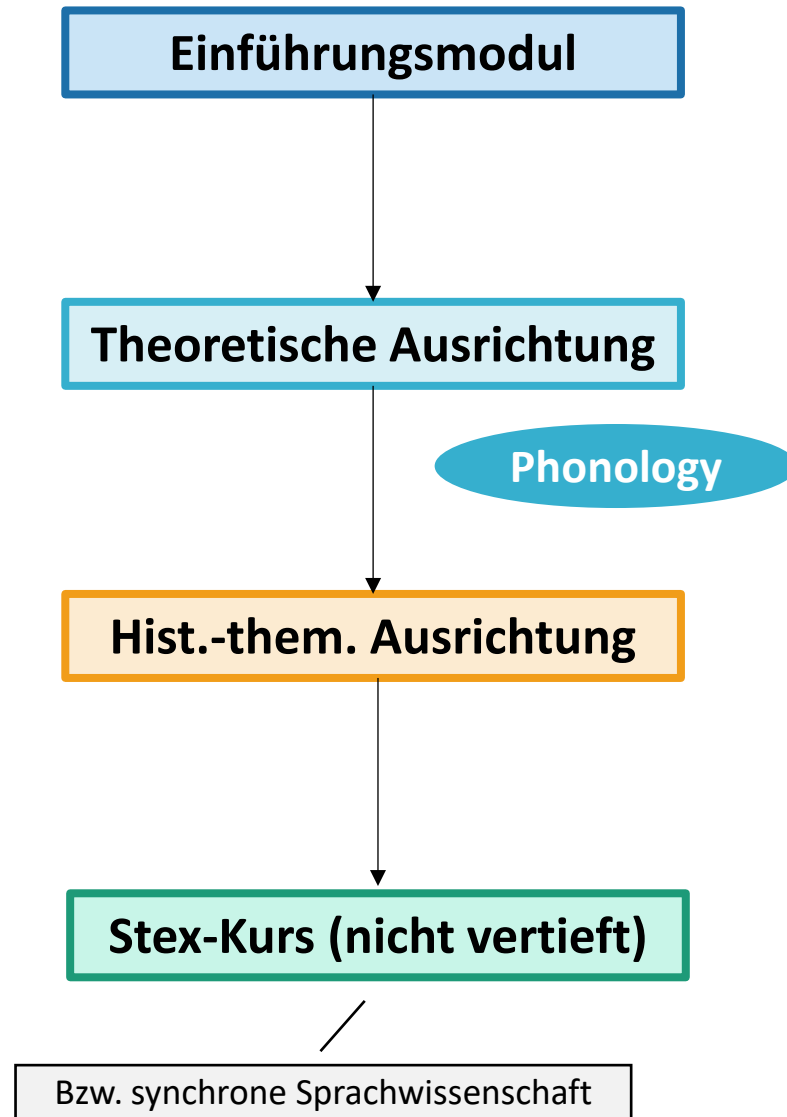 Einführungsmodul
Theoretische Ausrichtung
Phonology
Hist.-them. Ausrichtung
Stex-Kurs (nicht vertieft)
Bzw. synchrone Sprachwissenschaft